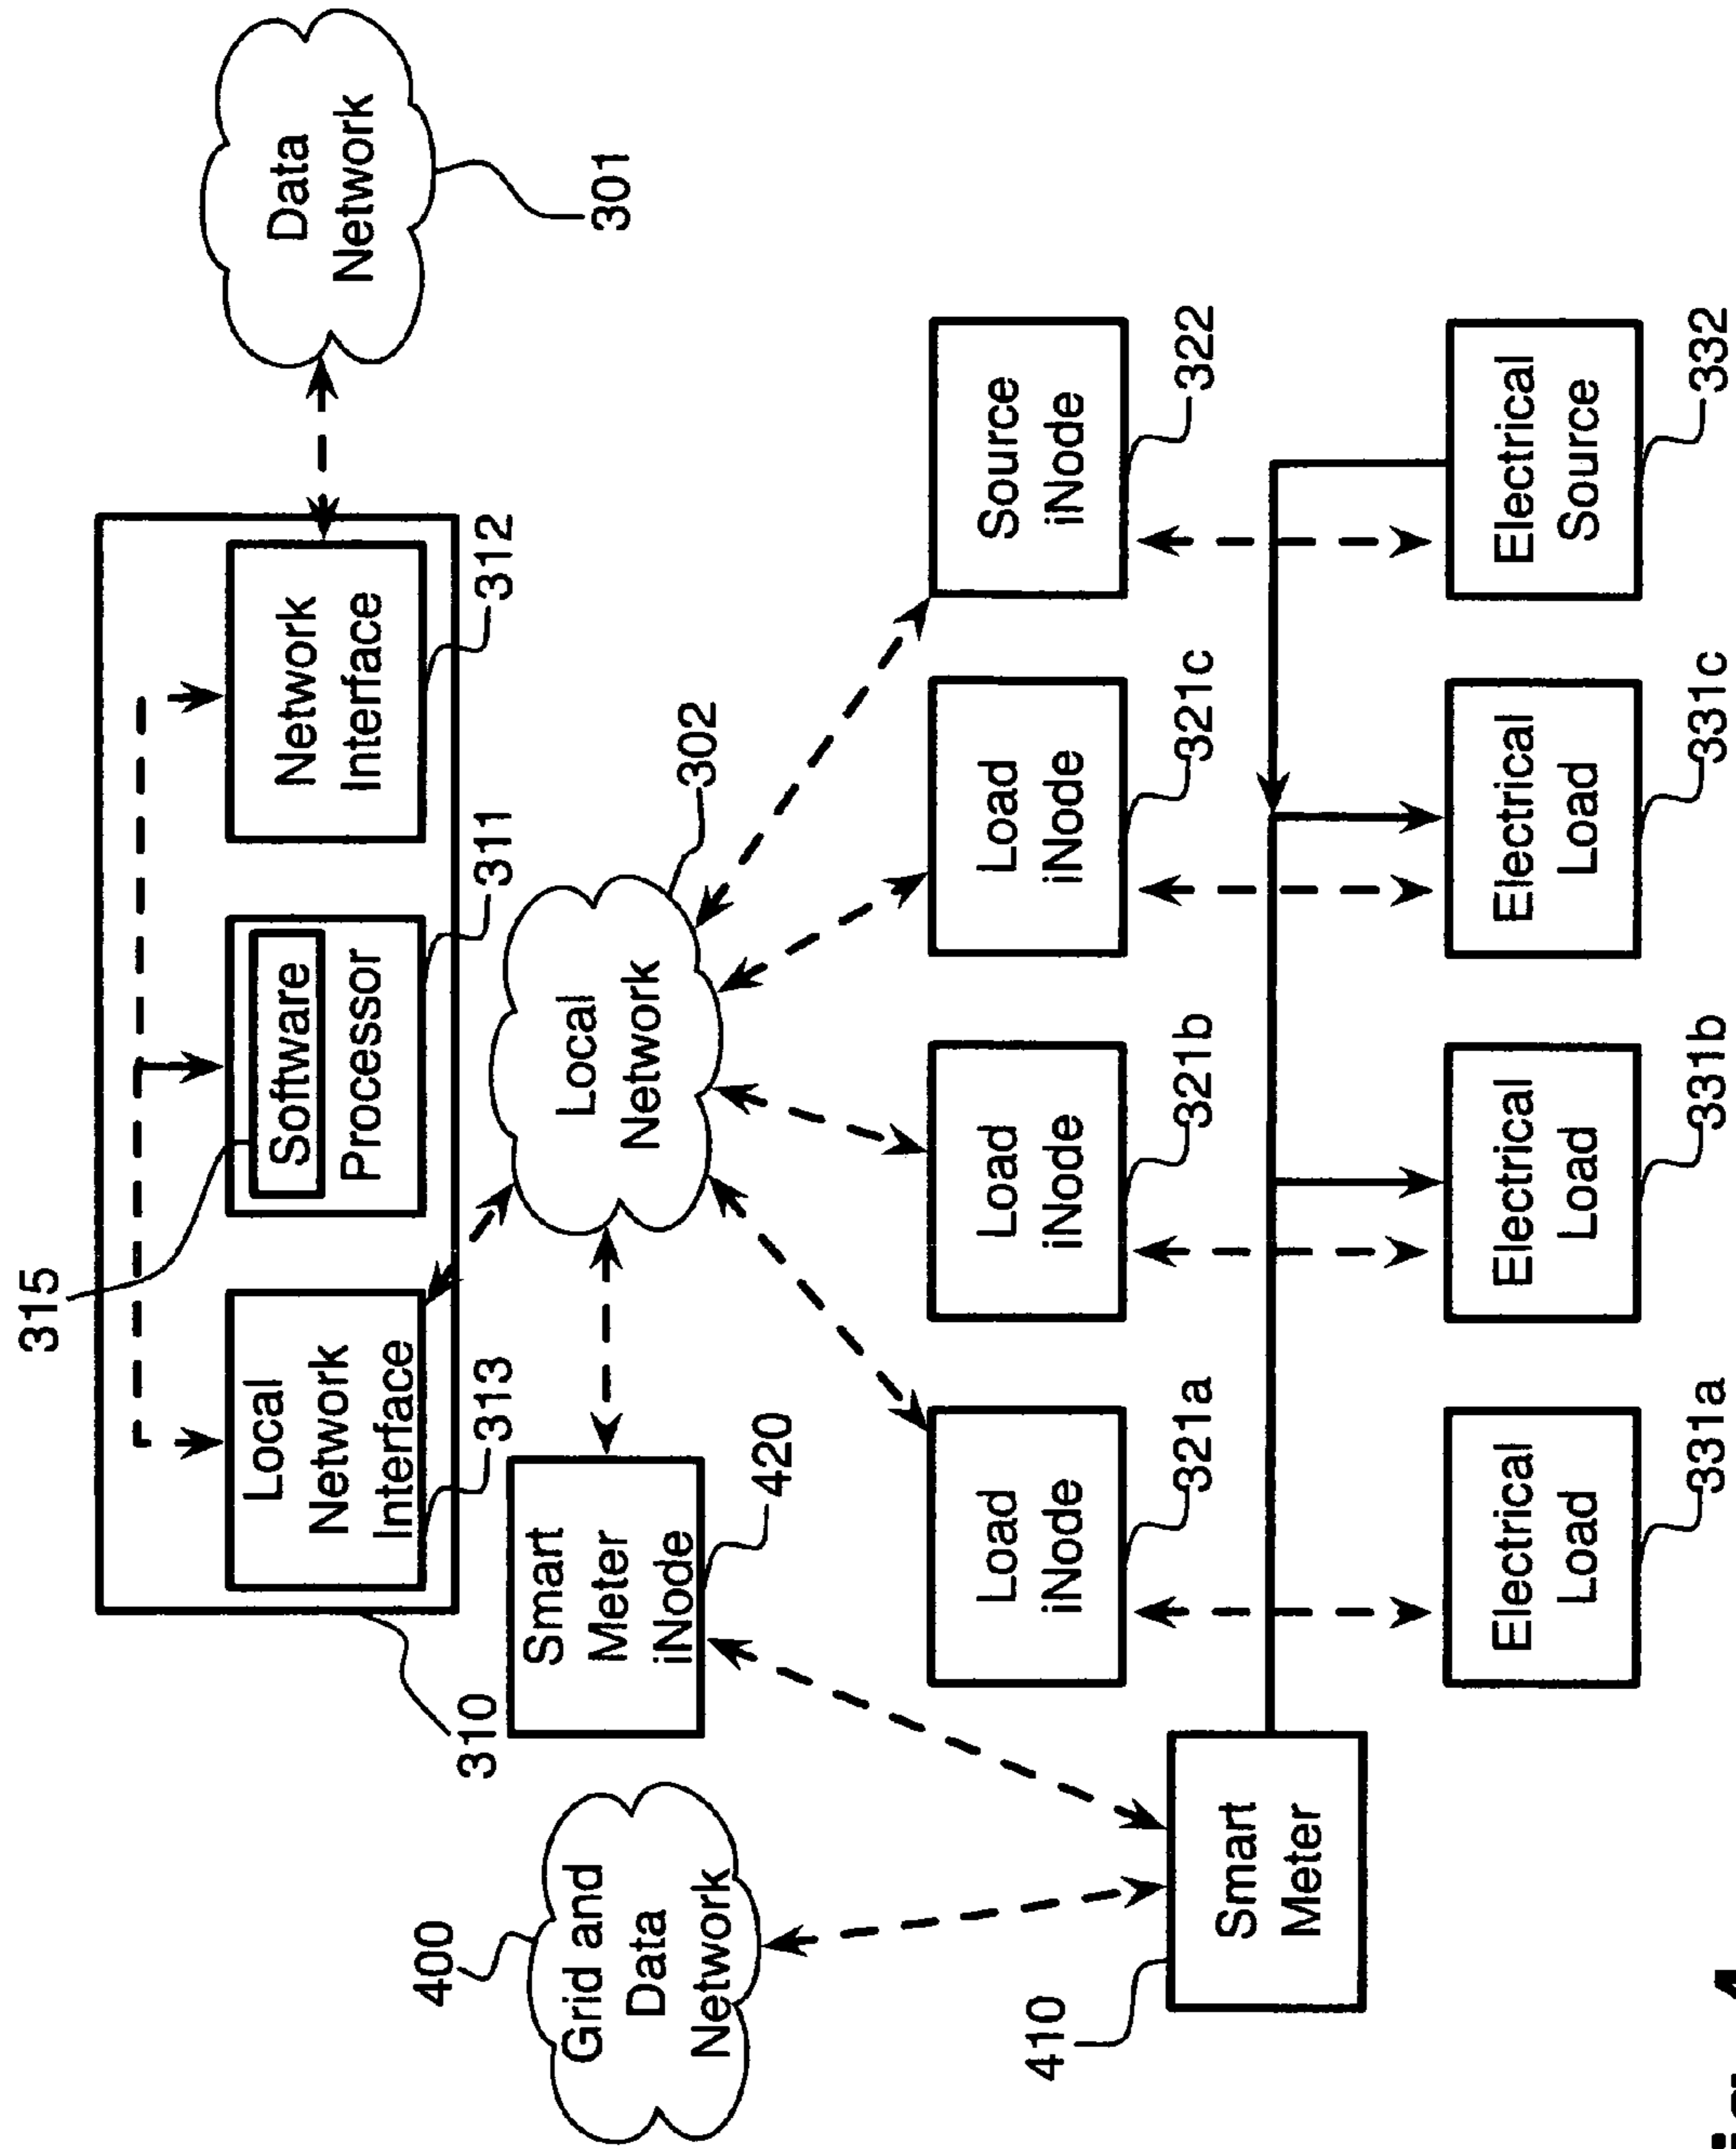 315
Local
Network
Interface
Software
Processor
Network
Interface
Data
Network
310
313
311
312
301
400
Grid and
Data
Network
Smart
Meter
iNode
420
Local
Network
302
Load
iNode
321a
Load
iNode
321b
Load
iNode
321c
Source
iNode
322
410
Smart
Meter
Electrical
Load
331a
Electrical
Load
331b
Electrical
Load
331c
Electrical
Source
332